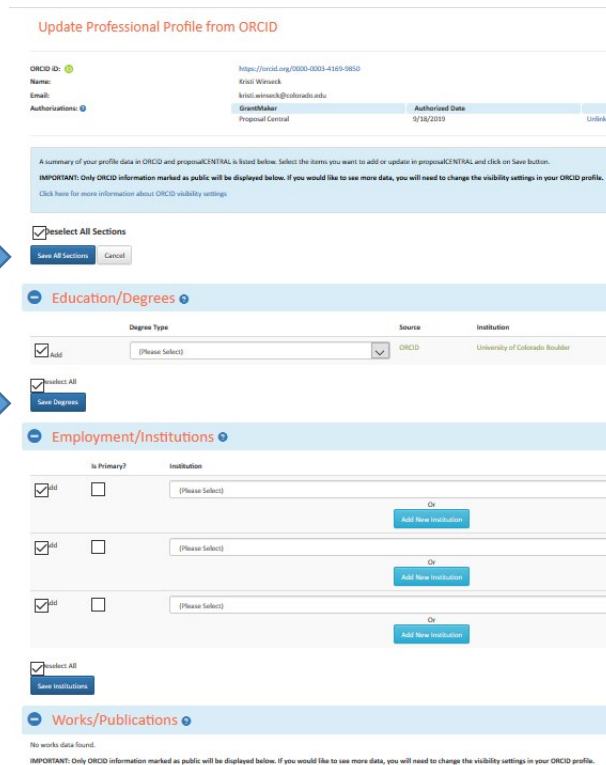 Update Professional Profile from ORCID
ORCID iD: iD https://orcid.org/0000-0003-4169-9850
Name: Kristi Winseck
Email: kristi.winseck@colorado.edu
Authorizations: ? GrantMaker Authorized Date
Proposal Central 9/18/2019 Unlink
A summary of your profile data in ORCID and proposalCENTRAL is listed below. Select the items you want to add or update in proposalCENTRAL and click on Save button.
IMPORTANT: Only ORCID information marked as public will be displayed below. If you would like to see more data, you will need to change the visibility settings in your ORCID profile.
Click here for more information about ORCID visibility settings
Deselect All Sections
Save All Sections Cancel
Education/Degrees ?
Degree Type Source Institution
Add (Please Select) ORCID University of Colorado Boulder
eselect All
Save Degrees
Employment/Institutions ?
Is Primary? Institution
dd (Please Select)
Or
Add New Institution
dd (Please Select)
Or
Add New Institution
dd (Please Select)
Or
Add New Institution
eselect All
Save Institutions
Works/Publications ?
No works data found.
IMPORTANT: Only ORCID information marked as public will be displayed below. If you would like to see more data, you will need to change the visibility settings in your ORCID profile.